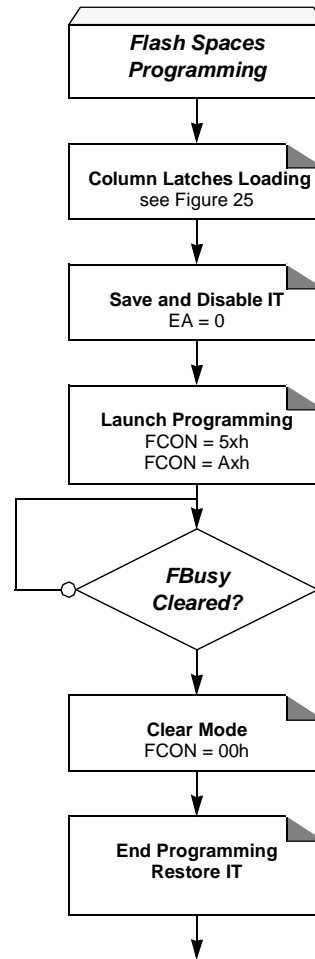 Flash Spaces
Programming
Column Latches Loading
see Figure 25
Save and Disable IT
EA = 0
Launch Programming
FCON = 5xh
FCON = Axh
FBusy
Cleared?
Clear Mode
FCON = 00h
End Programming
Restore IT